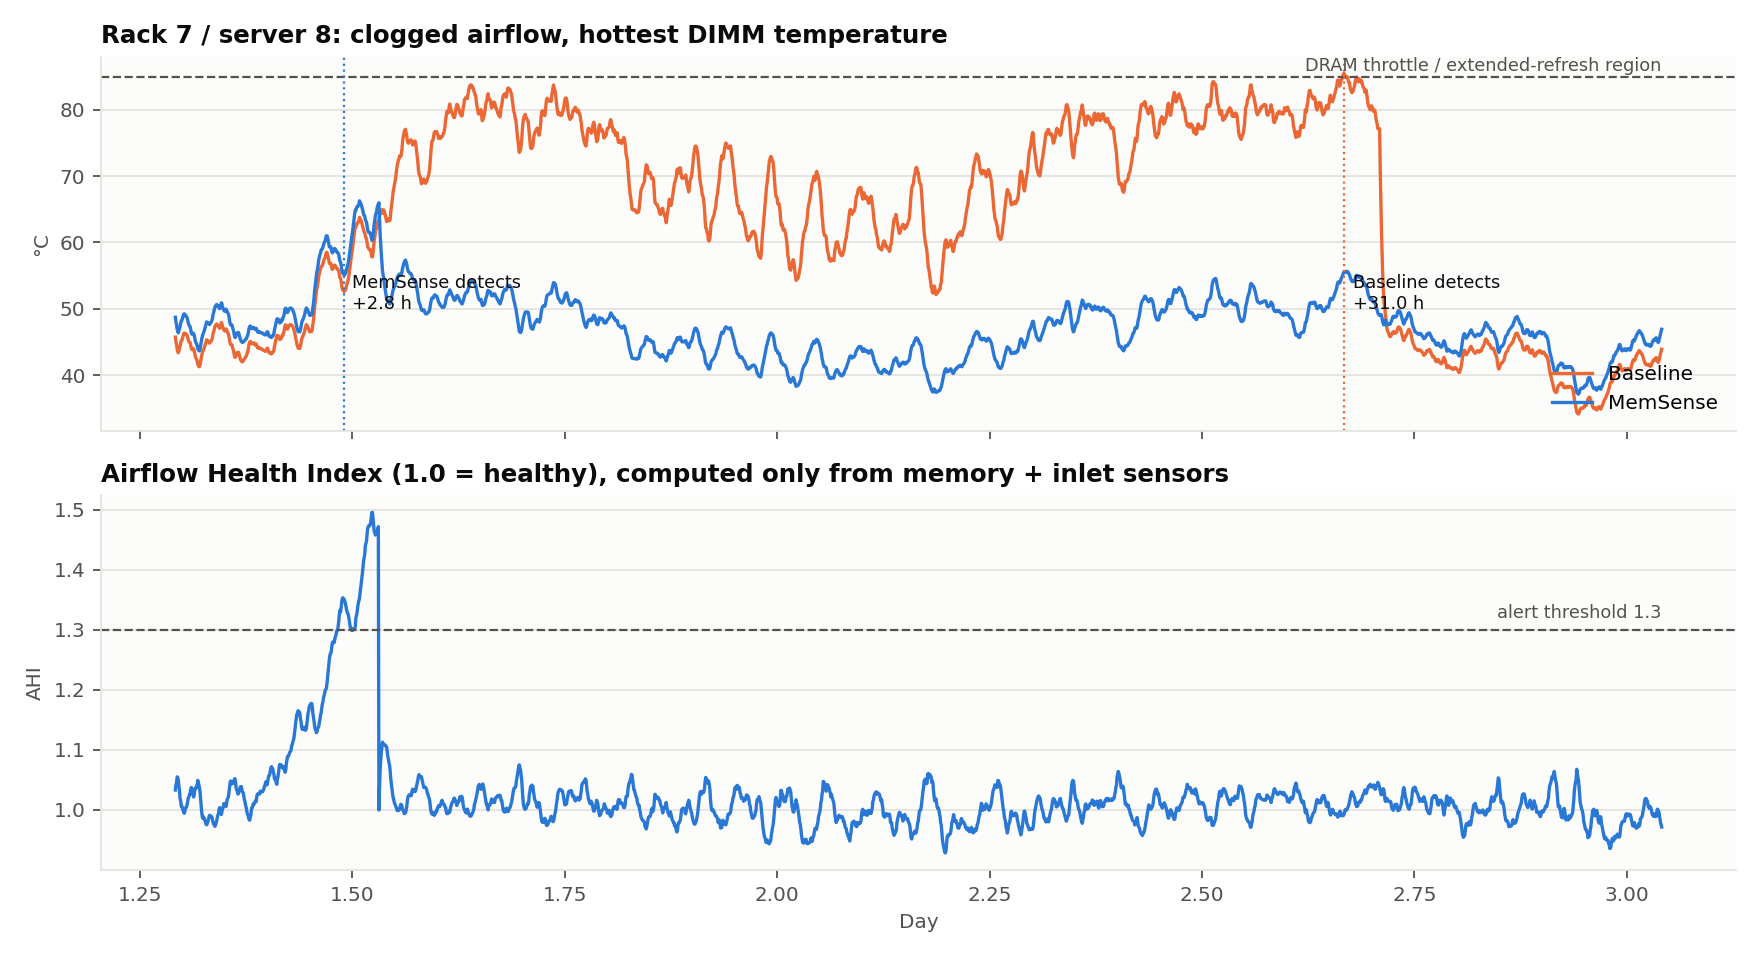 Rack 7 / server 8: clogged airflow, hottest DIMM temperature
DRAM throttle / extended-refresh region
80
70
60
50
40
°C
MemSense detects
+2.8 h
Baseline detects
+31.0 h
Baseline
MemSense
Airflow Health Index (1.0 = healthy), computed only from memory + inlet sensors
1.5
1.4
1.3
1.2
1.1
1.0
AHI
alert threshold 1.3
1.25
1.50
1.75
2.00
2.25
2.50
2.75
3.00
Day